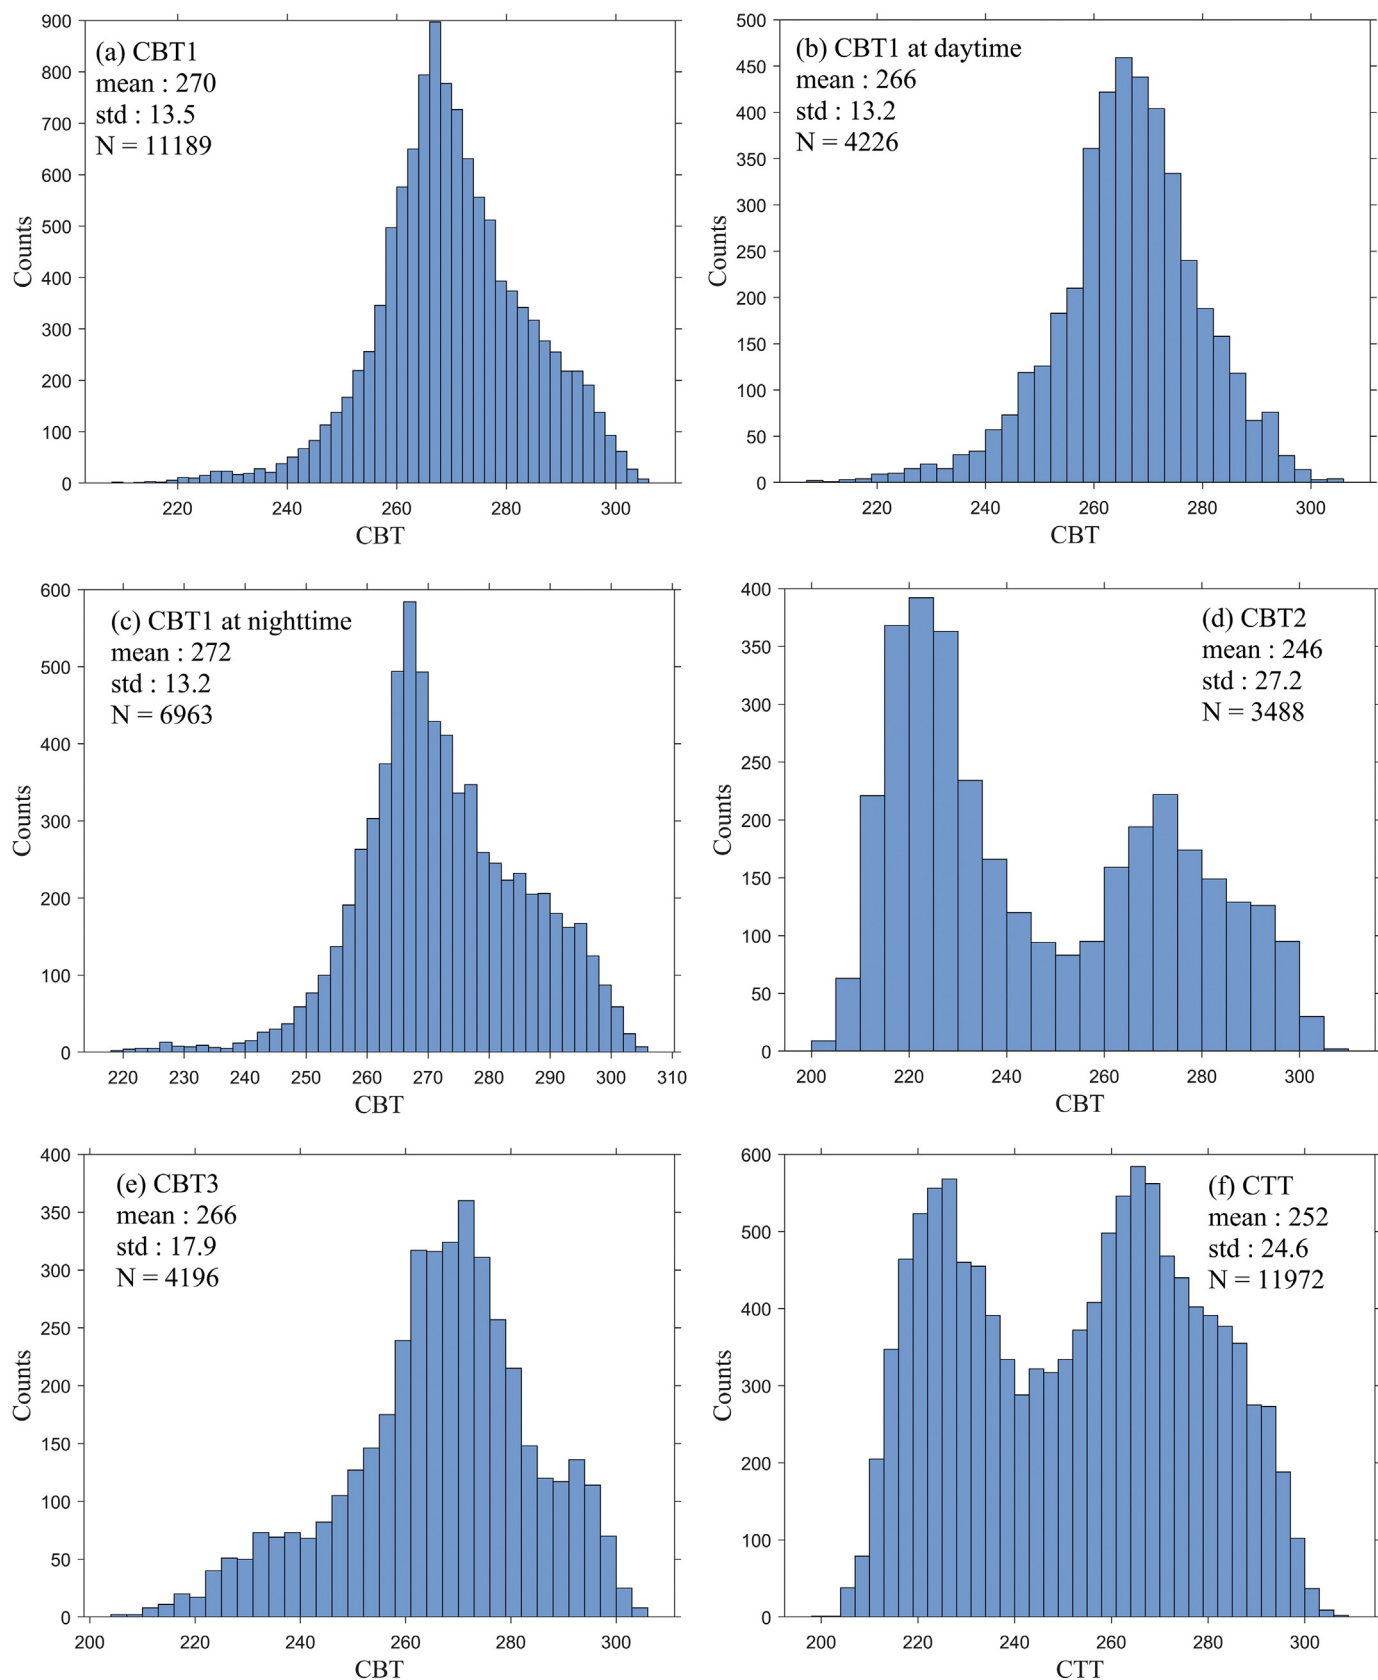 (a) CBT1
mean : 270
std : 13.5
N = 11189
900
800
700
600
500
400
300
200
100
0
Counts
220 240 260 280 300
CBT
(b) CBT1 at daytime
mean : 266
std : 13.2
N = 4226
500
450
400
350
300
250
200
150
100
50
0
Counts
220 240 260 280 300
CBT
(c) CBT1 at nighttime
mean : 272
std : 13.2
N = 6963
600
500
400
300
200
100
0
Counts
220 230 240 250 260 270 280 290 300 310
CBT
(d) CBT2
mean : 246
std : 27.2
N = 3488
400
350
300
250
200
150
100
50
0
Counts
200 220 240 260 280 300
CBT
(e) CBT3
mean : 266
std : 17.9
N = 4196
400
350
300
250
200
150
100
50
0
Counts
200 220 240 260 280 300
CBT
(f) CTT
mean : 252
std : 24.6
N = 11972
600
500
400
300
200
100
0
Counts
200 220 240 260 280 300
CTT